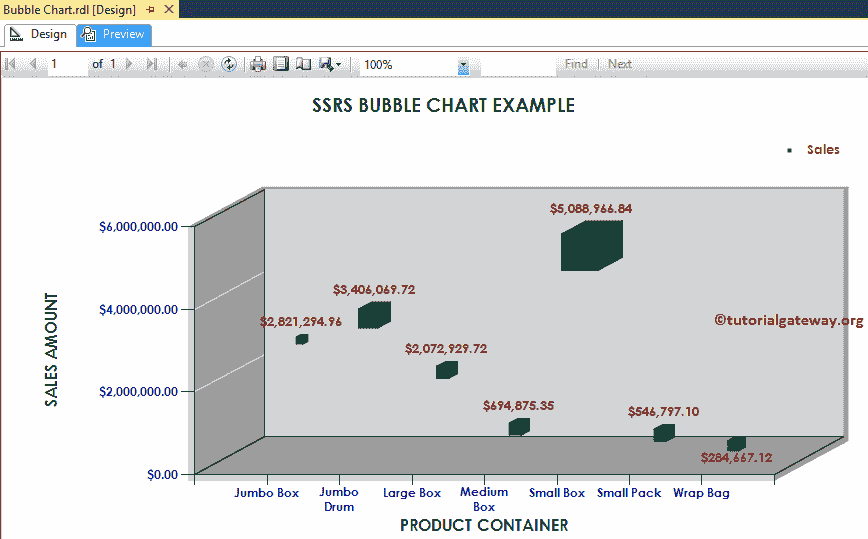 Bubble Chart.rdl [Design]
Design
Preview
1 of 1
100%
Find | Next
SSRS BUBBLE CHART EXAMPLE
Sales
$5,088,966.84
$6,000,000.00
$3,406,069.72
$4,000,000.00
$2,821,294.96
©tutorialgateway.org
$2,072,929.72
SALES AMOUNT
$2,000,000.00
$694,875.35
$546,797.10
$284,667.12
$0.00
Jumbo Box
Jumbo
Drum
Large Box
Medium
Box
Small Box
Small Pack
Wrap Bag
PRODUCT CONTAINER